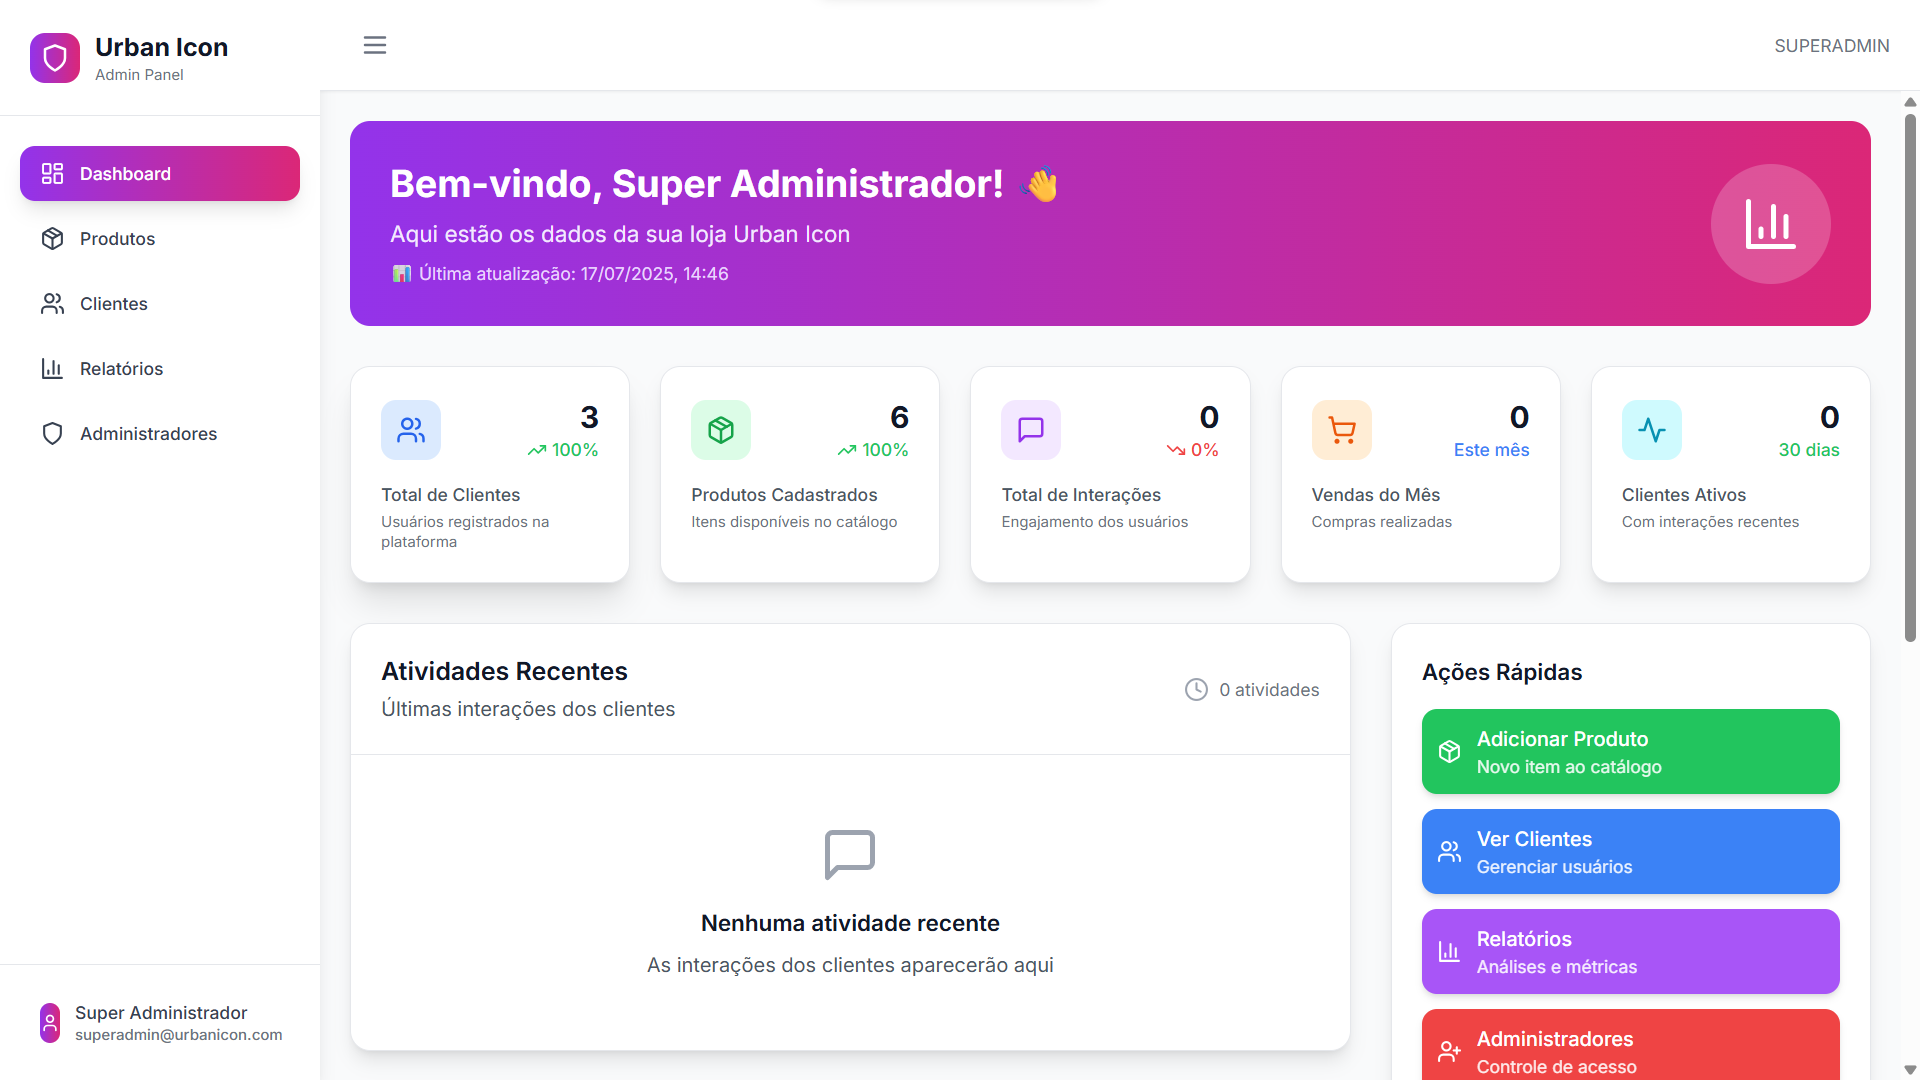 Urban Icon
Admin Panel
SUPERADMIN
Dashboard
Produtos
Clientes
Relatórios
Administradores
Super Administrador
superadmin@urbanicon.com
Bem-vindo, Super Administrador! 👋
Aqui estão os dados da sua loja Urban Icon
📊 Última atualização: 17/07/2025, 14:46
3
100%
Total de Clientes
Usuários registrados na
plataforma
6
100%
Produtos Cadastrados
Itens disponíveis no catálogo
0
0%
Total de Interações
Engajamento dos usuários
0
Este mês
Vendas do Mês
Compras realizadas
0
30 dias
Clientes Ativos
Com interações recentes
Atividades Recentes
Últimas interações dos clientes
0 atividades
Nenhuma atividade recente
As interações dos clientes aparecerão aqui
Ações Rápidas
Adicionar Produto
Novo item ao catálogo
Ver Clientes
Gerenciar usuários
Relatórios
Análises e métricas
Administradores
Controle de acesso